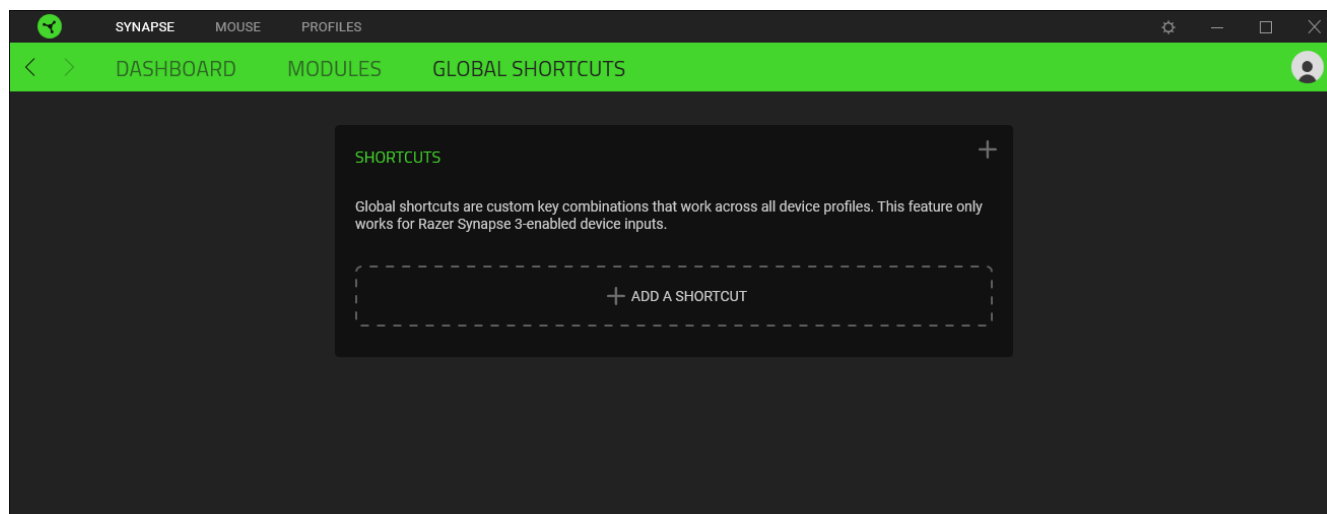 SYNAPSE MOUSE PROFILES
DASHBOARD MODULES GLOBAL SHORTCUTS
SHORTCUTS
Global shortcuts are custom key combinations that work across all device profiles. This feature only
works for Razer Synapse 3-enabled device inputs.
ADD A SHORTCUT